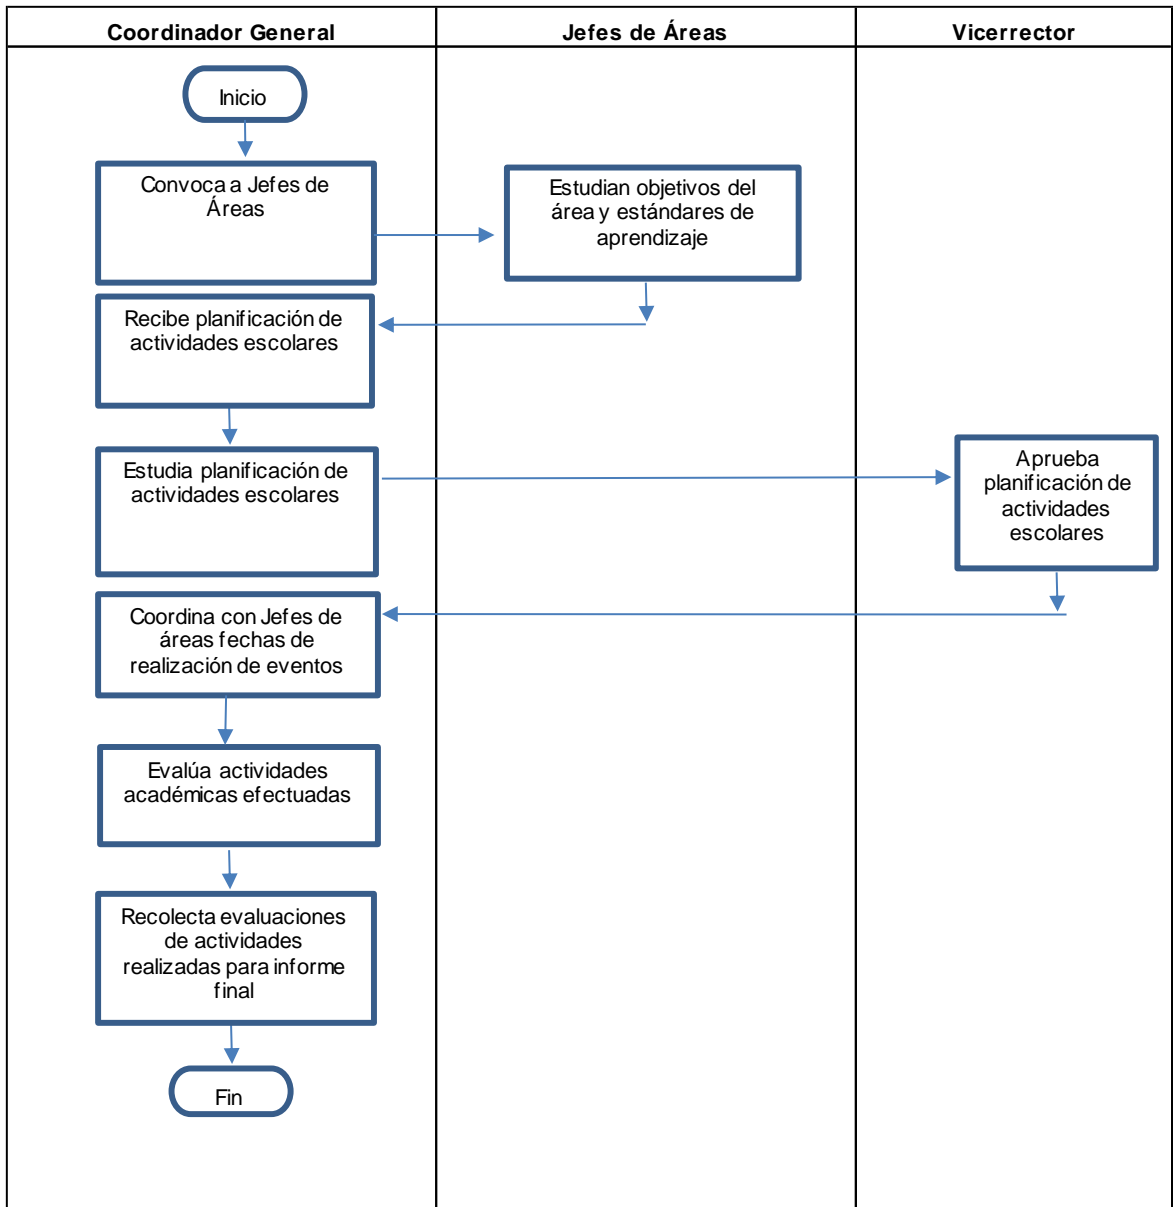 Coordinador General
Jefes de Áreas
Vicerrector
Inicio
Convoca a Jefes de
Áreas
Estudian objetivos del
área y estándares de
aprendizaje
Recibe planificación de
actividades escolares
Estudia planificación de
actividades escolares
Aprueba
planificación de
actividades
escolares
Coordina con Jefes de
áreas fechas de
realización de eventos
Evalúa actividades
académicas efectuadas
Recolecta evaluaciones
de actividades
realizadas para informe
final
Fin